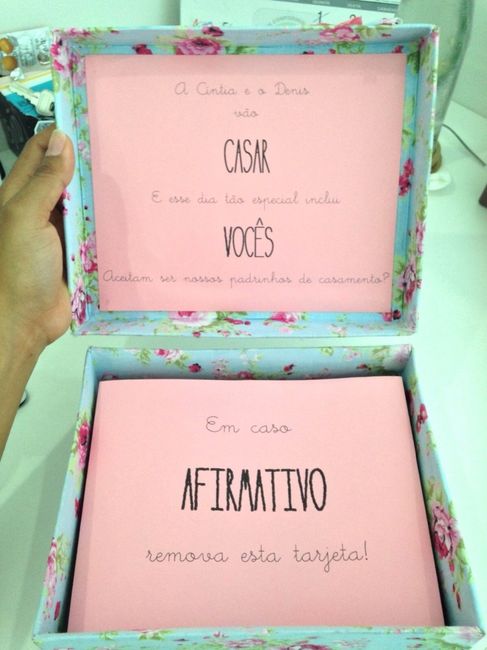 A Cintia e o Denis
vão
CASAR
E esse dia tão especial inclui
VOCÊS
Aceitam ser nossos padrinhos de casamento?
Em caso
AFIRMATIVO
remova esta tarjeta!